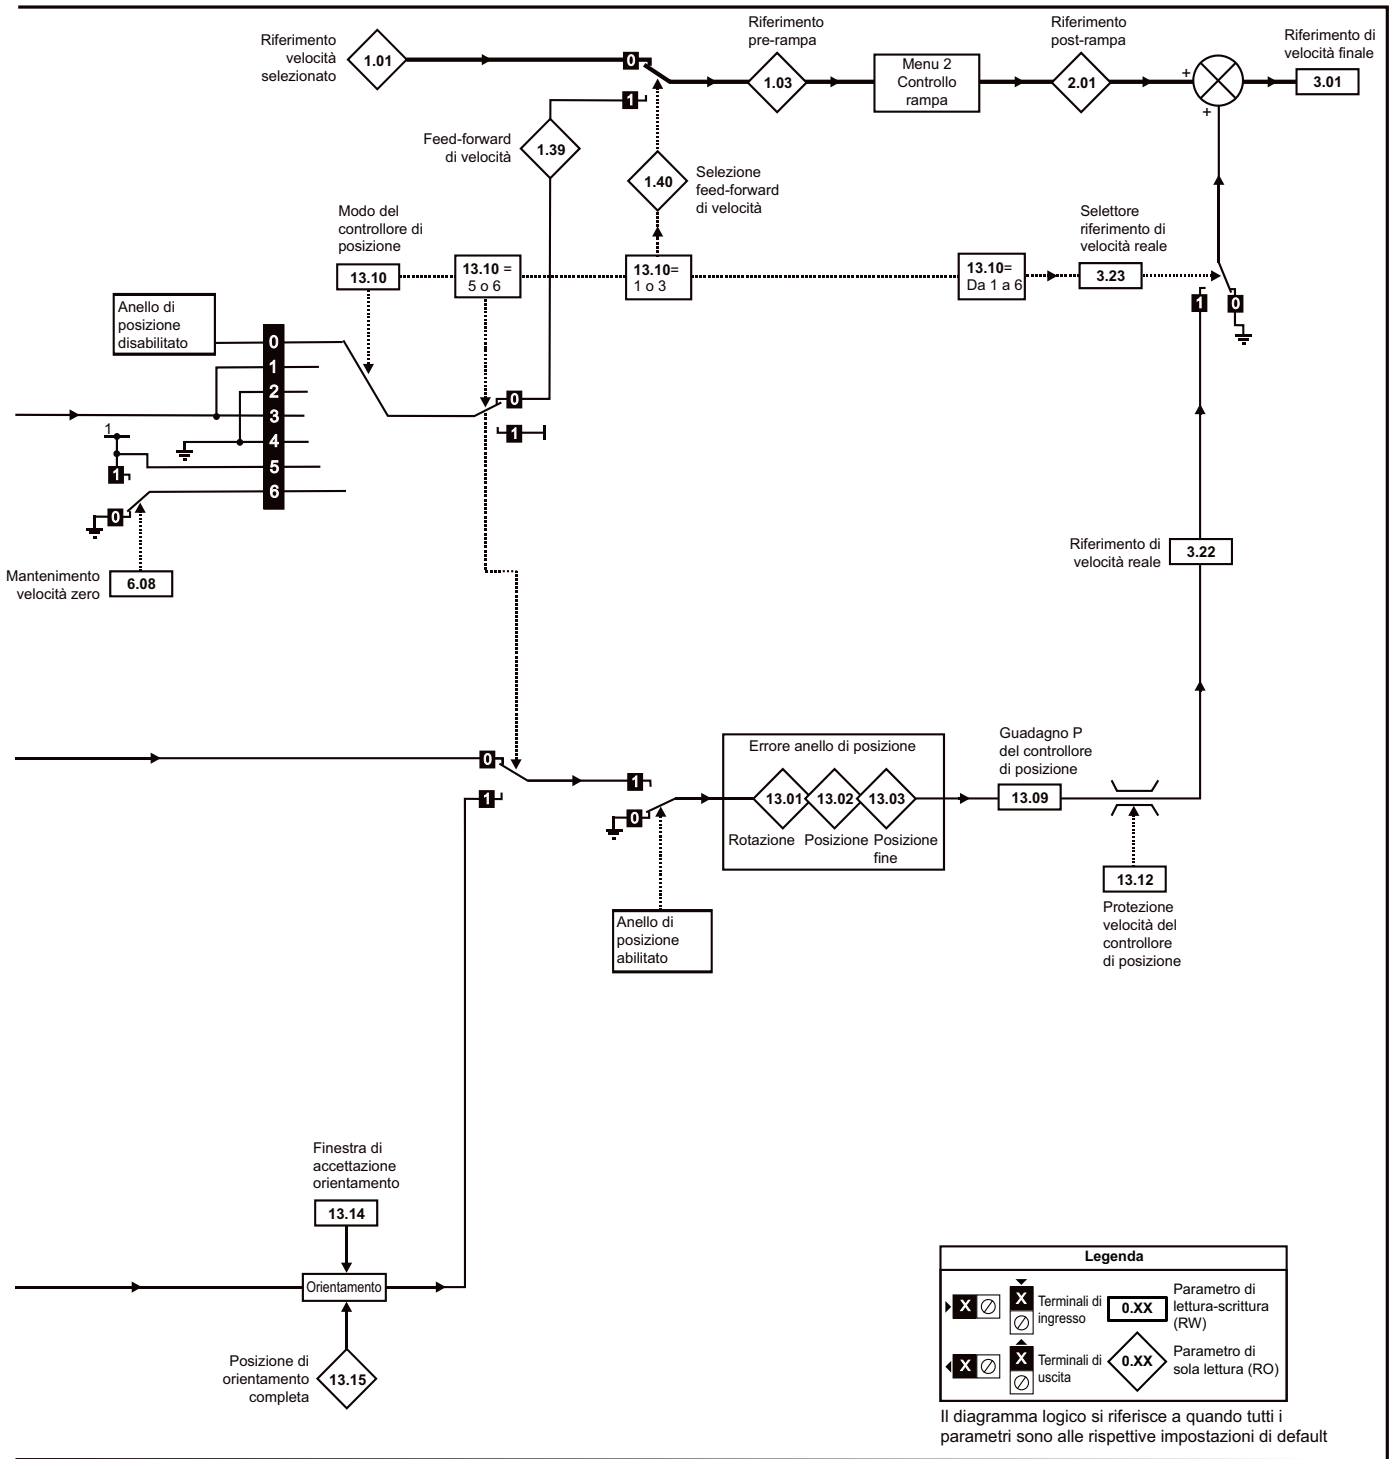 Riferimento
velocità
selezionato
1.01
0
1
Riferimento
pre-rampa
1.03
Menu 2
Controllo
rampa
Riferimento
post-rampa
2.01
+
+
Riferimento di
velocità finale
3.01
Feed-forward
di velocità
1.39
1.40
Selezione
feed-forward
di velocità
Modo del
controllore di
posizione
13.10
13.10 =
5 o 6
13.10=
1 o 3
13.10=
Da 1 a 6
Selettore
riferimento di
velocità reale
3.23
1
0
Anello di
posizione
disabilitato
0
1
2
3
4
5
6
0
1
1
1
0
Mantenimento
velocità zero
6.08
Riferimento di
velocità reale
3.22
0
1
1
0
Errore anello di posizione
13.01
13.02
13.03
Rotazione
Posizione
Posizione
fine
Guadagno P
del controllore
di posizione
13.09
13.12
Protezione
velocità del
controllore
di posizione
Anello di
posizione
abilitato
Finestra di
accettazione
orientamento
13.14
Orientamento
Posizione di
orientamento
completa
13.15
Legenda
X
X
Terminali di
ingresso
0.XX
Parametro di
lettura-scrittura
(RW)
X
X
Terminali di
uscita
0.XX
Parametro di
sola lettura (RO)
Il diagramma logico si riferisce a quando tutti i
parametri sono alle rispettive impostazioni di default